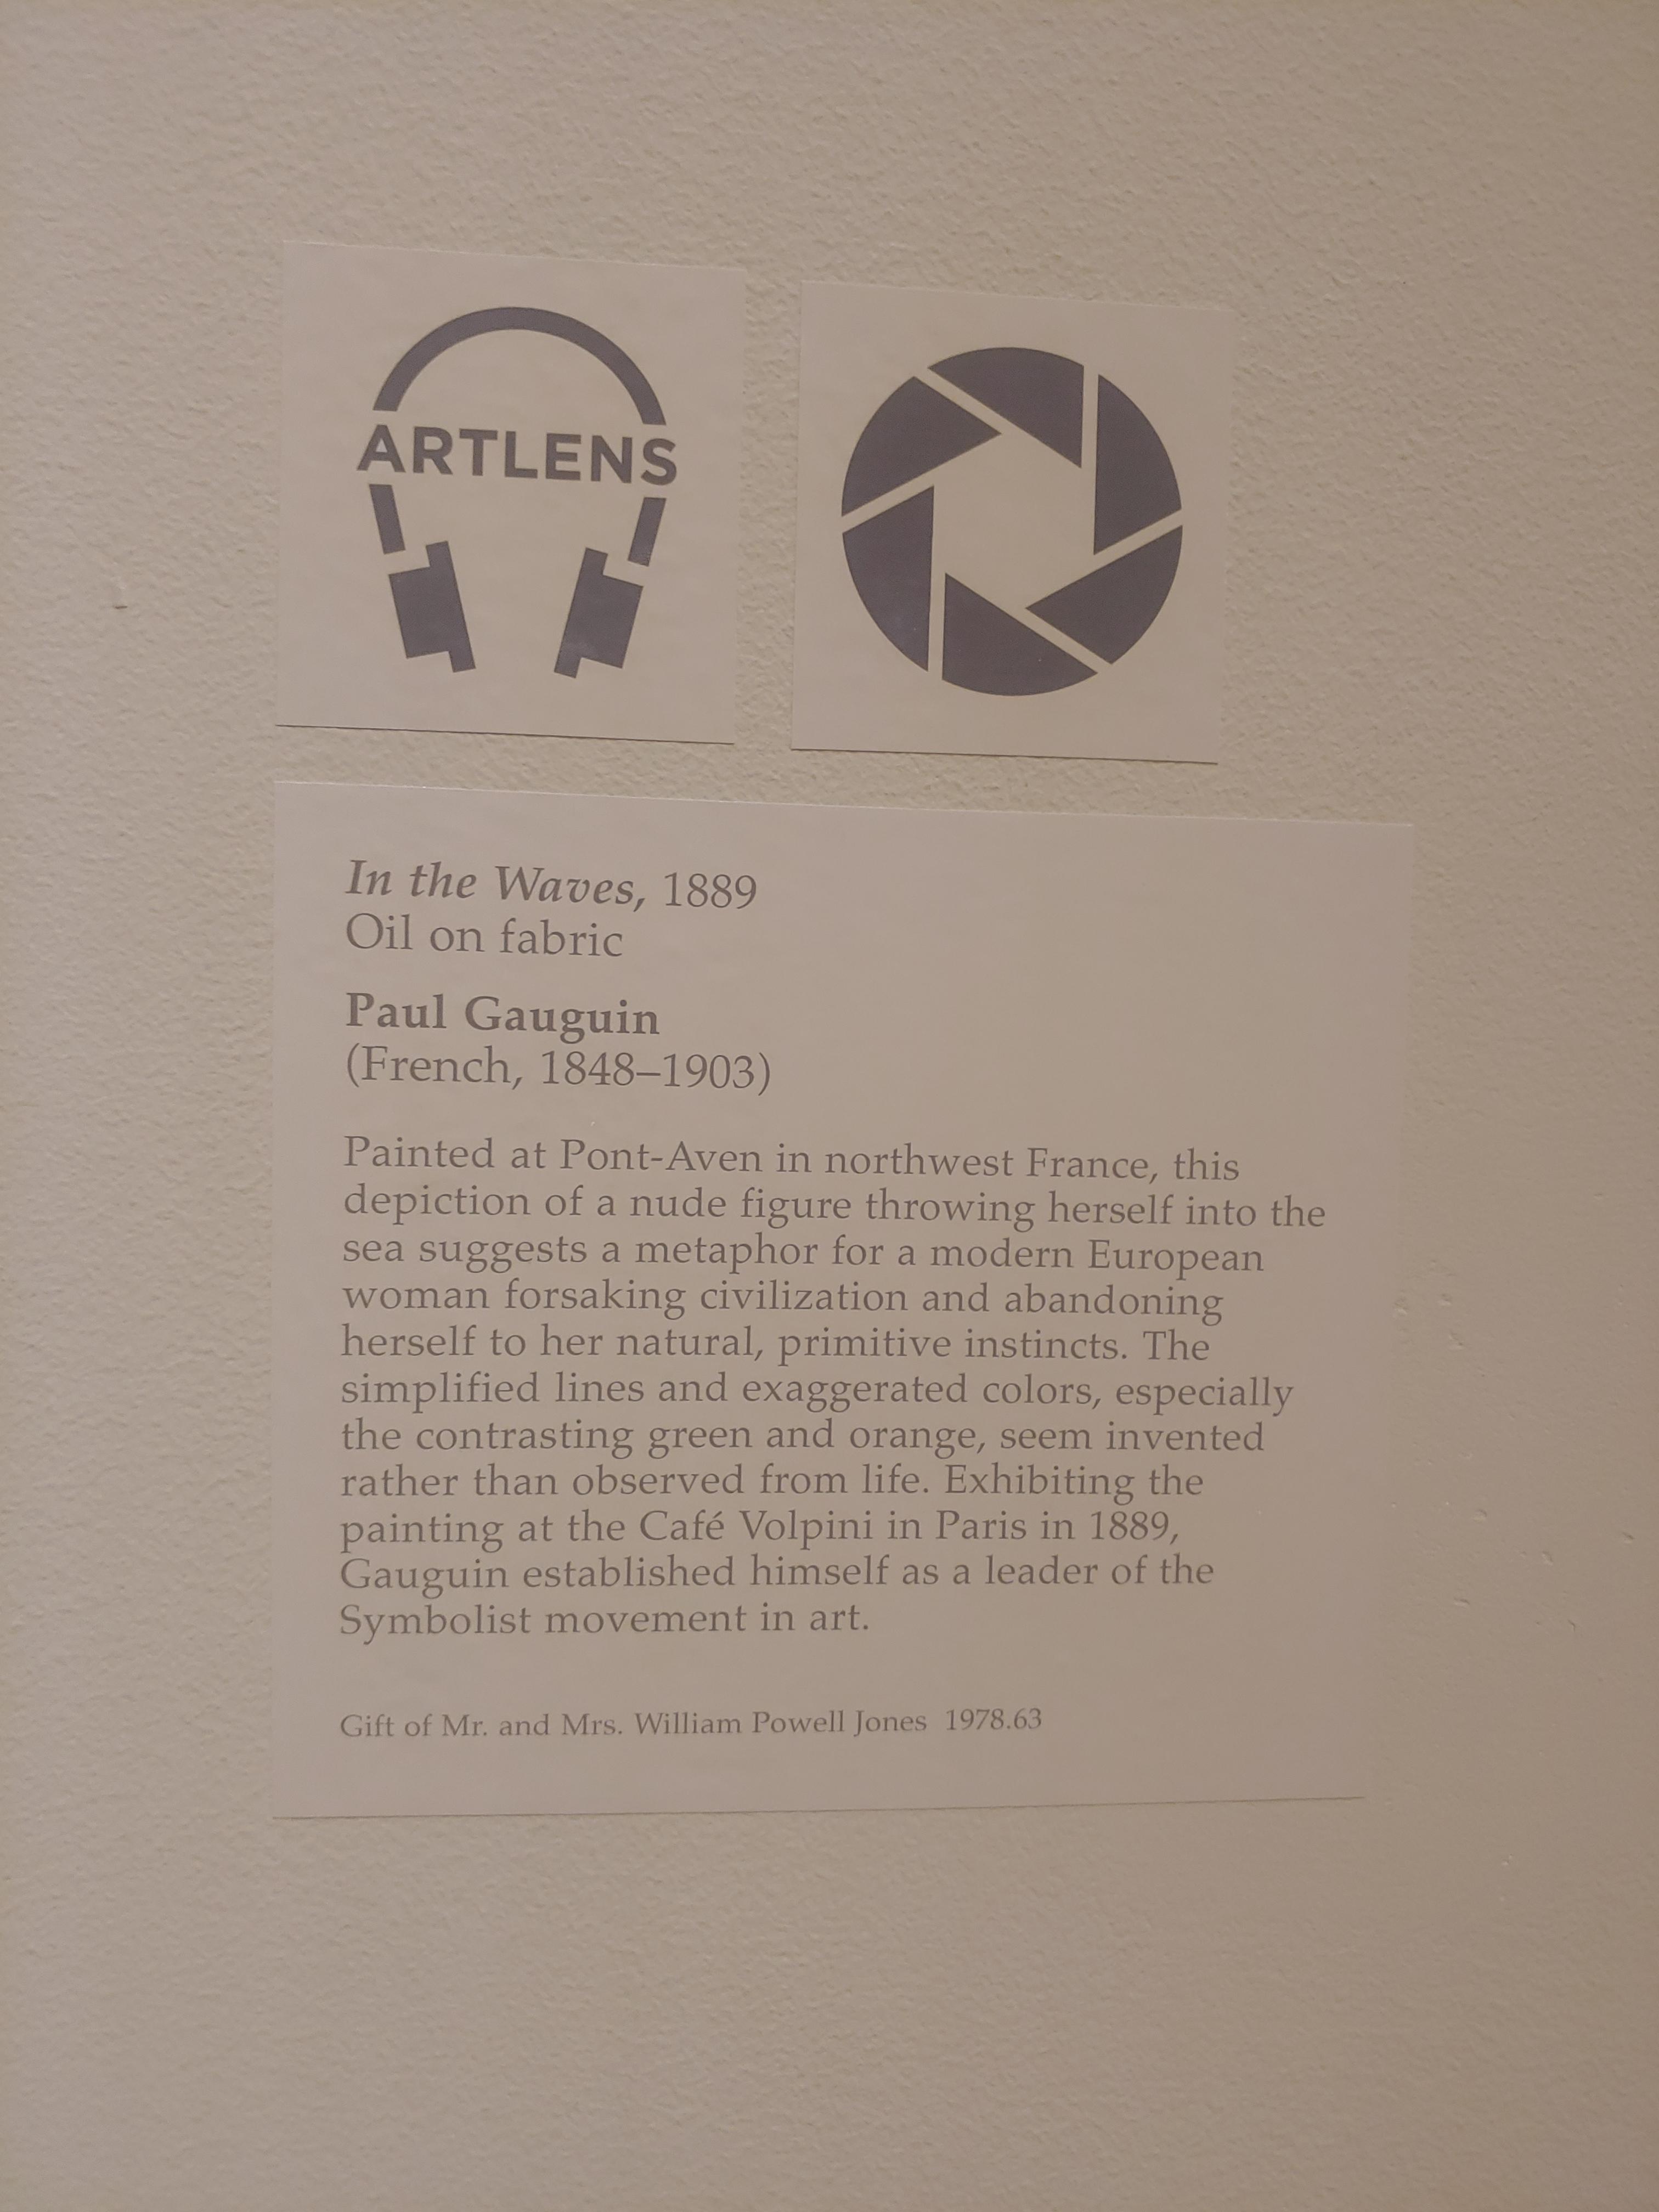 ARTLENS
In the Waves, 1889
Oil on fabric
Paul Gauguin
(French, 1848–1903)
Painted at Pont-Aven in northwest France, this
depiction of a nude figure throwing herself into the
sea suggests a metaphor for a modern European
woman forsaking civilization and abandoning
herself to her natural, primitive instincts. The
simplified lines and exaggerated colors, especially
the contrasting green and orange, seem invented
rather than observed from life. Exhibiting the
painting at the Café Volpini in Paris in 1889,
Gauguin established himself as a leader of the
Symbolist movement in art.
Gift of Mr. and Mrs. William Powell Jones 1978.63